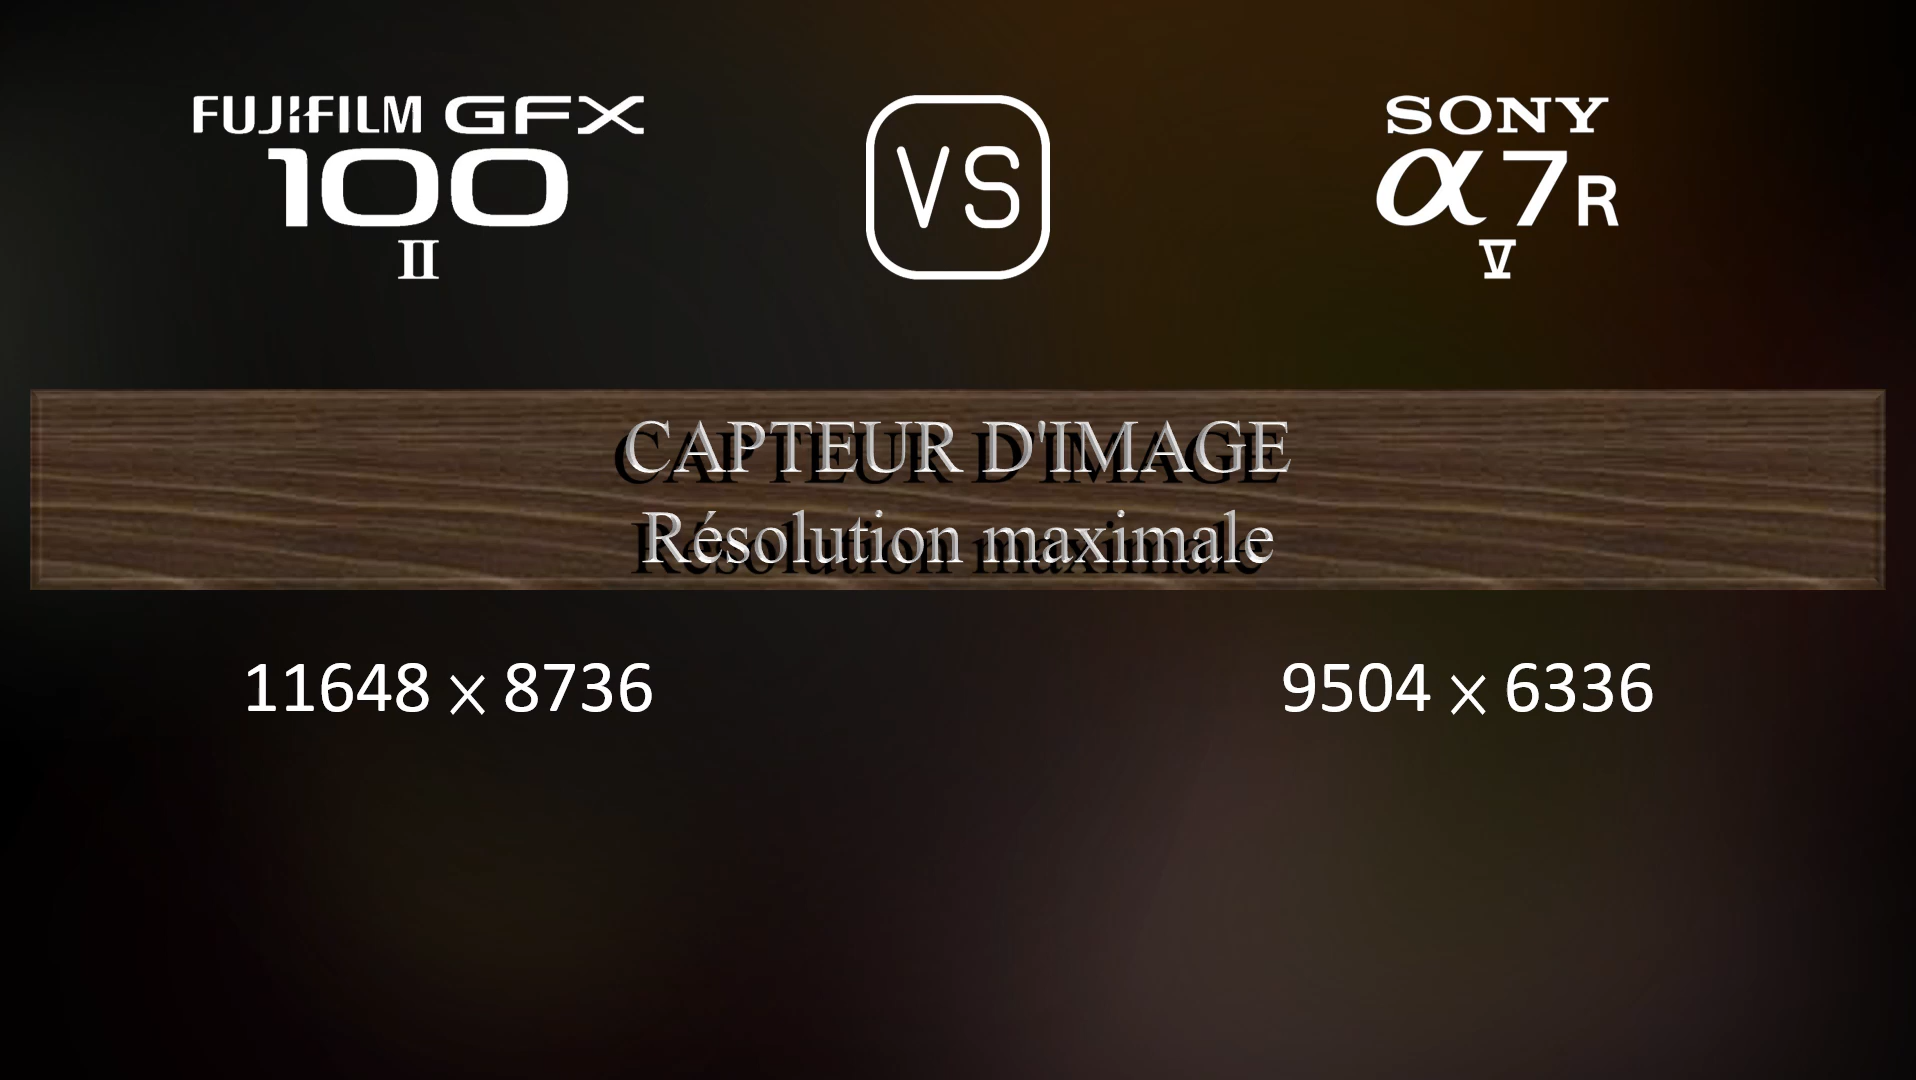 FUJIFILM GFX
100
II
VS
SONY
α7R
V
CAPTEUR D'IMAGE
Résolution maximale
11648 x 8736
9504 x 6336